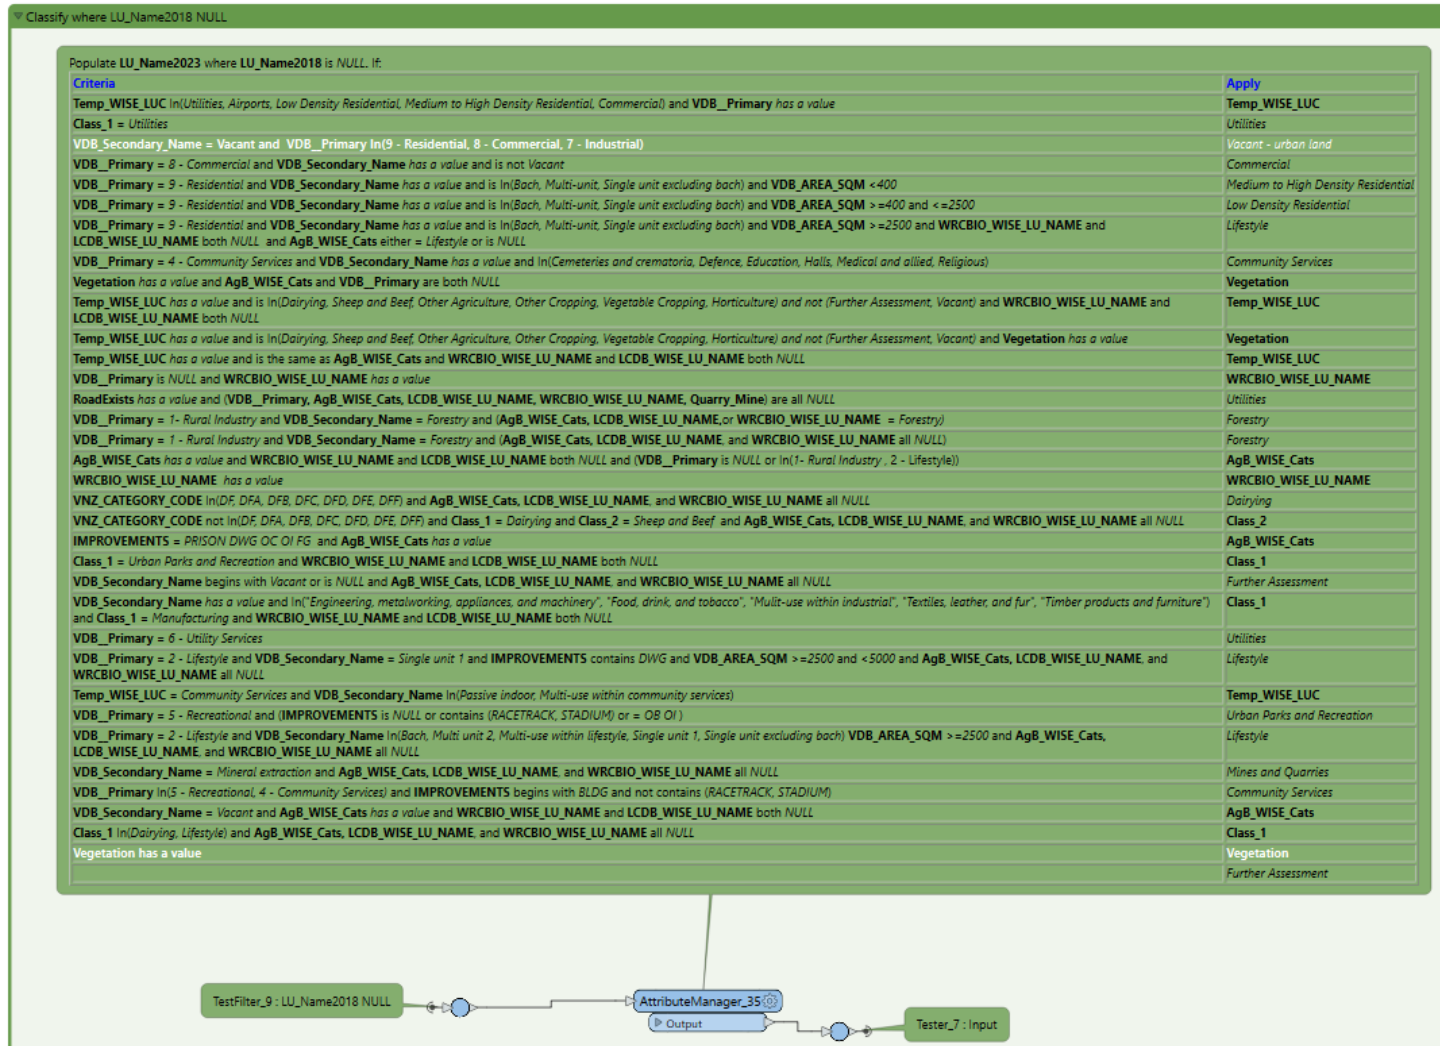 Classify where LU_Name2018 NULL
Populate LU_Name2023 where LU_Name2018 is NULL. If:
Criteria Apply
Temp_WISE_LUC In(Utilities, Airports, Low Density Residential, Medium to High Density Residential, Commercial) and VDB__Primary has a value Temp_WISE_LUC
Class_1 = Utilities Utilities
VDB_Secondary_Name = Vacant and VDB__Primary In(9 - Residential, 8 - Commercial, 7 - Industrial) Vacant - urban land
VDB__Primary = 8 - Commercial and VDB_Secondary_Name has a value and is not Vacant Commercial
VDB__Primary = 9 - Residential and VDB_Secondary_Name has a value and is In(Bach, Multi-unit, Single unit excluding bach) and VDB_AREA_SQM <400 Medium to High Density Residential
VDB__Primary = 9 - Residential and VDB_Secondary_Name has a value and is In(Bach, Multi-unit, Single unit excluding bach) and VDB_AREA_SQM >=400 and <=2500 Low Density Residential
VDB__Primary = 9 - Residential and VDB_Secondary_Name has a value and is In(Bach, Multi-unit, Single unit excluding bach) and VDB_AREA_SQM >=2500 and WRCBIO_WISE_LU_NAME and Lifestyle
LCDB_WISE_LU_NAME both NULL and AgB_WISE_Cats either = Lifestyle or is NULL
VDB__Primary = 4 - Community Services and VDB_Secondary_Name has a value and In(Cemeteries and crematoria, Defence, Education, Halls, Medical and allied, Religious) Community Services
Vegetation has a value and AgB_WISE_Cats and VDB__Primary are both NULL Vegetation
Temp_WISE_LUC has a value and is In(Dairying, Sheep and Beef, Other Agriculture, Other Cropping, Vegetable Cropping, Horticulture) and not (Further Assessment, Vacant) and WRCBIO_WISE_LU_NAME and Temp_WISE_LUC
LCDB_WISE_LU_NAME both NULL
Temp_WISE_LUC has a value and is In(Dairying, Sheep and Beef, Other Agriculture, Other Cropping, Vegetable Cropping, Horticulture) and not (Further Assessment, Vacant) and Vegetation has a value Vegetation
Temp_WISE_LUC has a value and is the same as AgB_WISE_Cats and WRCBIO_WISE_LU_NAME and LCDB_WISE_LU_NAME both NULL Temp_WISE_LUC
VDB__Primary is NULL and WRCBIO_WISE_LU_NAME has a value WRCBIO_WISE_LU_NAME
RoadExists has a value and (VDB__Primary, AgB_WISE_Cats, LCDB_WISE_LU_NAME, WRCBIO_WISE_LU_NAME, Quarry_Mine) are all NULL Utilities
VDB__Primary = 1- Rural Industry and VDB_Secondary_Name = Forestry and (AgB_WISE_Cats, LCDB_WISE_LU_NAME,or WRCBIO_WISE_LU_NAME = Forestry) Forestry
VDB__Primary = 1 - Rural Industry and VDB_Secondary_Name = Forestry and (AgB_WISE_Cats, LCDB_WISE_LU_NAME, and WRCBIO_WISE_LU_NAME all NULL) Forestry
AgB_WISE_Cats has a value and WRCBIO_WISE_LU_NAME and LCDB_WISE_LU_NAME both NULL and (VDB__Primary is NULL or In(1- Rural Industry , 2 - Lifestyle)) AgB_WISE_Cats
WRCBIO_WISE_LU_NAME has a value WRCBIO_WISE_LU_NAME
VNZ_CATEGORY_CODE In(DF, DFA, DFB, DFC, DFD, DFE, DFF) and AgB_WISE_Cats, LCDB_WISE_LU_NAME, and WRCBIO_WISE_LU_NAME all NULL Dairying
VNZ_CATEGORY_CODE not In(DF, DFA, DFB, DFC, DFD, DFE, DFF) and Class_1 = Dairying and Class_2 = Sheep and Beef and AgB_WISE_Cats, LCDB_WISE_LU_NAME, and WRCBIO_WISE_LU_NAME all NULL Class_2
IMPROVEMENTS = PRISON DWG OC OI FG and AgB_WISE_Cats has a value AgB_WISE_Cats
Class_1 = Urban Parks and Recreation and WRCBIO_WISE_LU_NAME and LCDB_WISE_LU_NAME both NULL Class_1
VDB_Secondary_Name begins with Vacant or is NULL and AgB_WISE_Cats, LCDB_WISE_LU_NAME, and WRCBIO_WISE_LU_NAME all NULL Further Assessment
VDB_Secondary_Name has a value and In("Engineering, metalworking, appliances, and machinery", "Food, drink, and tobacco", "Mulit-use within industrial", "Textiles, leather, and fur", "Timber products and furniture") Class_1
and Class_1 = Manufacturing and WRCBIO_WISE_LU_NAME and LCDB_WISE_LU_NAME both NULL
VDB__Primary = 6 - Utility Services Utilities
VDB__Primary = 2 - Lifestyle and VDB_Secondary_Name = Single unit 1 and IMPROVEMENTS contains DWG and VDB_AREA_SQM >=2500 and <5000 and AgB_WISE_Cats, LCDB_WISE_LU_NAME, and Lifestyle
WRCBIO_WISE_LU_NAME all NULL
Temp_WISE_LUC = Community Services and VDB_Secondary_Name In(Passive indoor, Multi-use within community services) Temp_WISE_LUC
VDB__Primary = 5 - Recreational and (IMPROVEMENTS is NULL or contains (RACETRACK, STADIUM) or = OB OI ) Urban Parks and Recreation
VDB__Primary = 2 - Lifestyle and VDB_Secondary_Name In(Bach, Multi unit 2, Multi-use within lifestyle, Single unit 1, Single unit excluding bach) VDB_AREA_SQM >=2500 and AgB_WISE_Cats, Lifestyle
LCDB_WISE_LU_NAME, and WRCBIO_WISE_LU_NAME all NULL
VDB_Secondary_Name = Mineral extraction and AgB_WISE_Cats, LCDB_WISE_LU_NAME, and WRCBIO_WISE_LU_NAME all NULL Mines and Quarries
VDB__Primary In(5 - Recreational, 4 - Community Services) and IMPROVEMENTS begins with BLDG and not contains (RACETRACK, STADIUM) Community Services
VDB_Secondary_Name = Vacant and AgB_WISE_Cats has a value and WRCBIO_WISE_LU_NAME and LCDB_WISE_LU_NAME both NULL AgB_WISE_Cats
Class_1 In(Dairying, Lifestyle) and AgB_WISE_Cats, LCDB_WISE_LU_NAME, and WRCBIO_WISE_LU_NAME all NULL Class_1
Vegetation has a value Vegetation
Further Assessment
TestFilter_9 : LU_Name2018 NULL
AttributeManager_35
Output
Tester_7 : Input